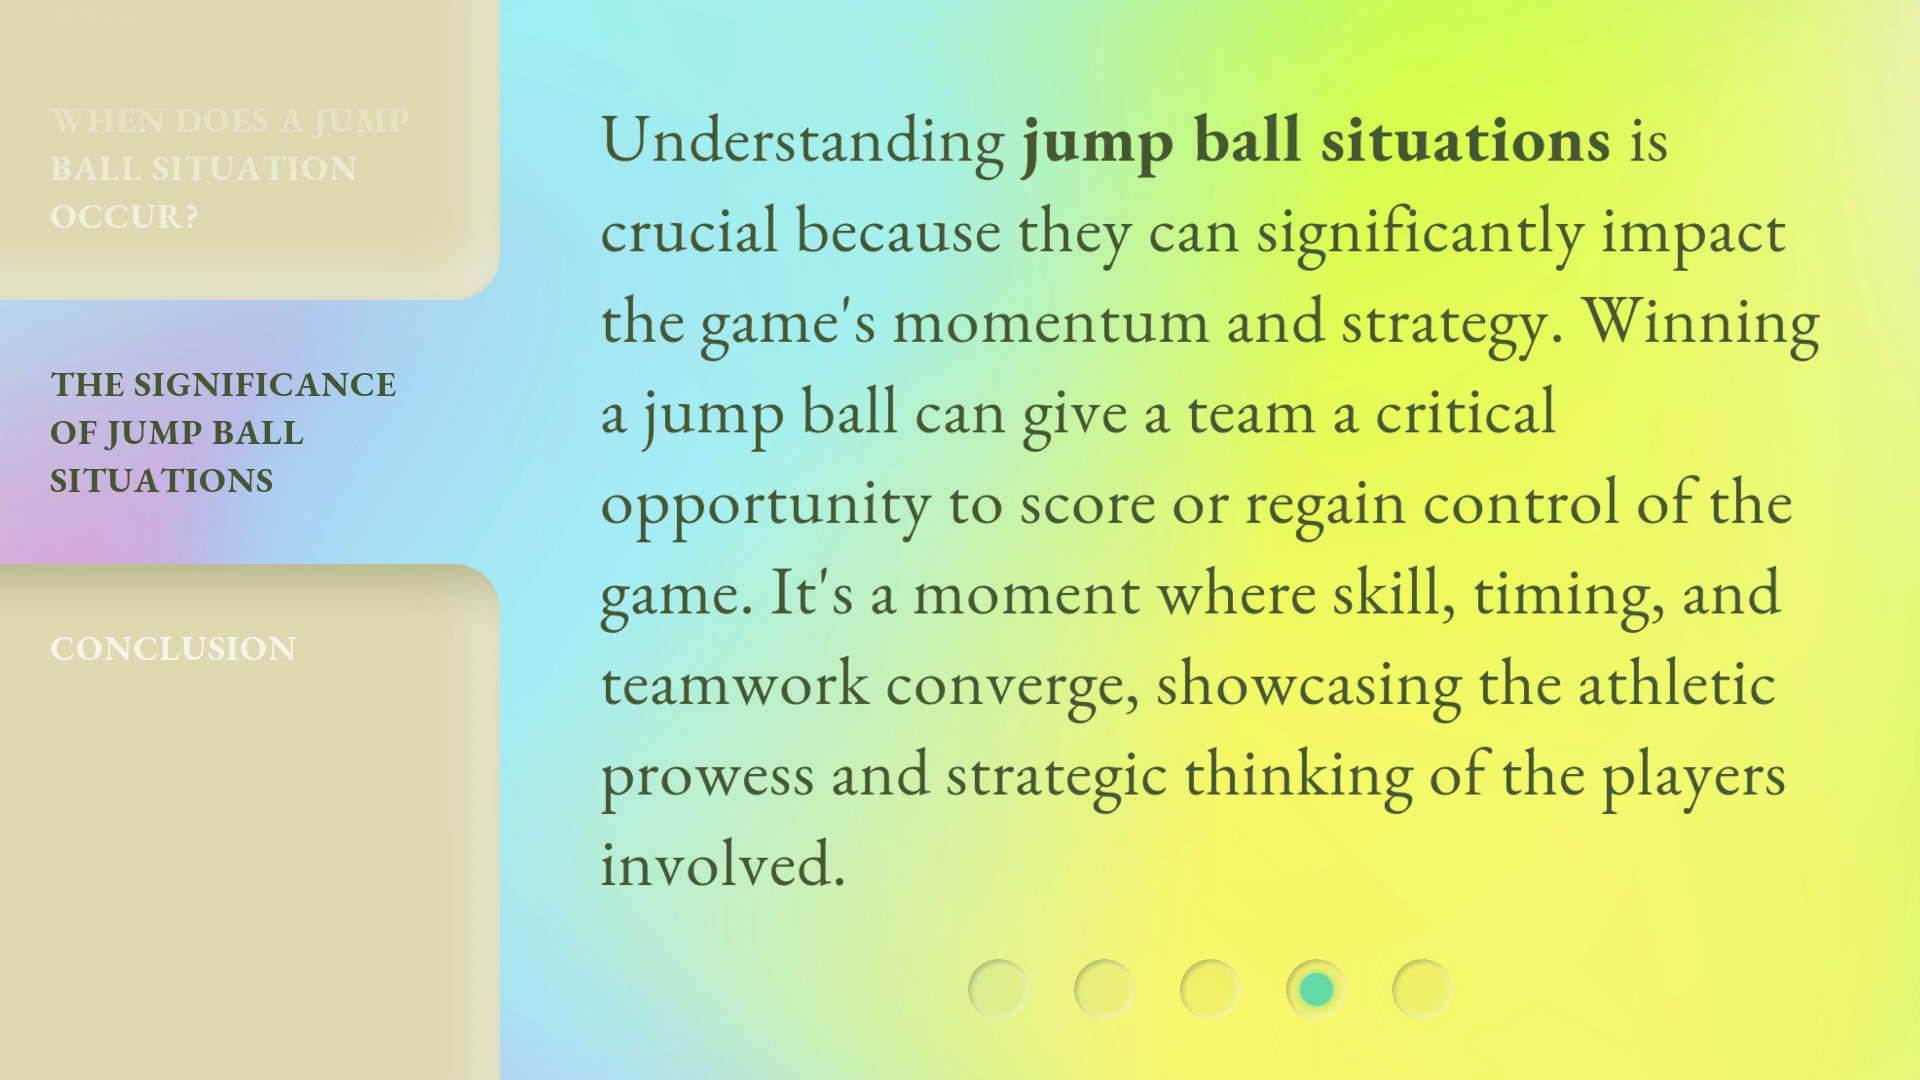 WHEN DOES A JUMP
BALL SITUATION
OCCUR?
THE SIGNIFICANCE
OF JUMP BALL
SITUATIONS
CONCLUSION
Understanding jump ball situations is
crucial because they can significantly impact
the game's momentum and strategy. Winning
a jump ball can give a team a critical
opportunity to score or regain control of the
game. It's a moment where skill, timing, and
teamwork converge, showcasing the athletic
prowess and strategic thinking of the players
involved.